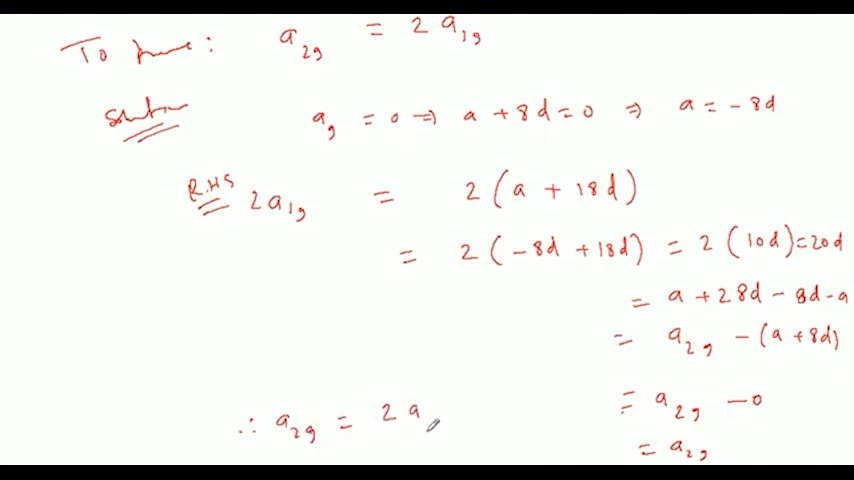 To prove : a₂₉ = 2 a₁₉
Solution a₉ = 0 ⇒ a + 8d = 0 ⇒ a = -8d
R.H.S 2a₁₉ = 2 (a + 18d)
= 2 (-8d + 18d) = 2 (10d) = 20d
= a + 28d - 8d - a
= a₂₉ - (a + 8d)
= a₂₉ - 0
∴ a₂₉ = 2 a
= a₂₉